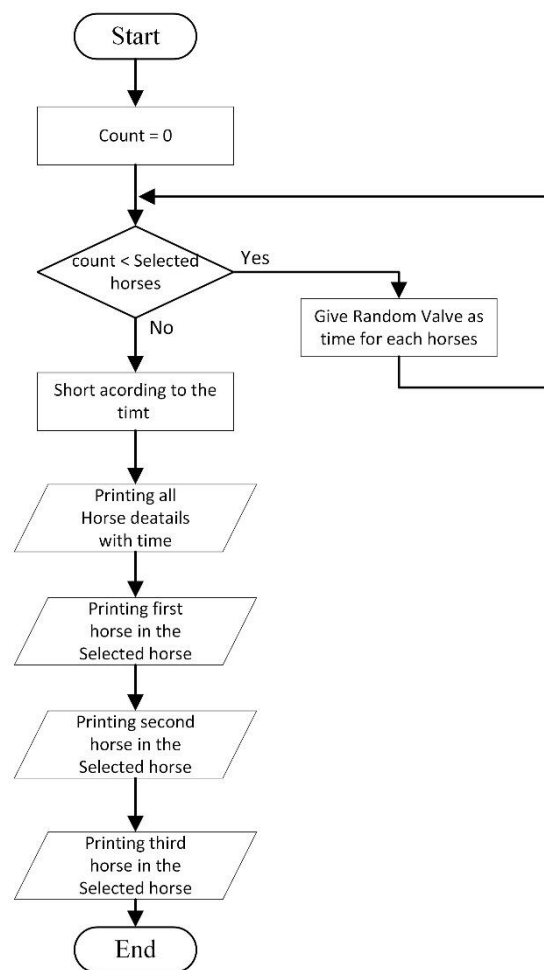 Start
Count = 0
count < Selected
horses
Yes
No
Give Random Valve as
time for each horses
Short acording to the
timt
Printing all
Horse deatails
with time
Printing first
horse in the
Selected horse
Printing second
horse in the
Selected horse
Printing third
horse in the
Selected horse
End